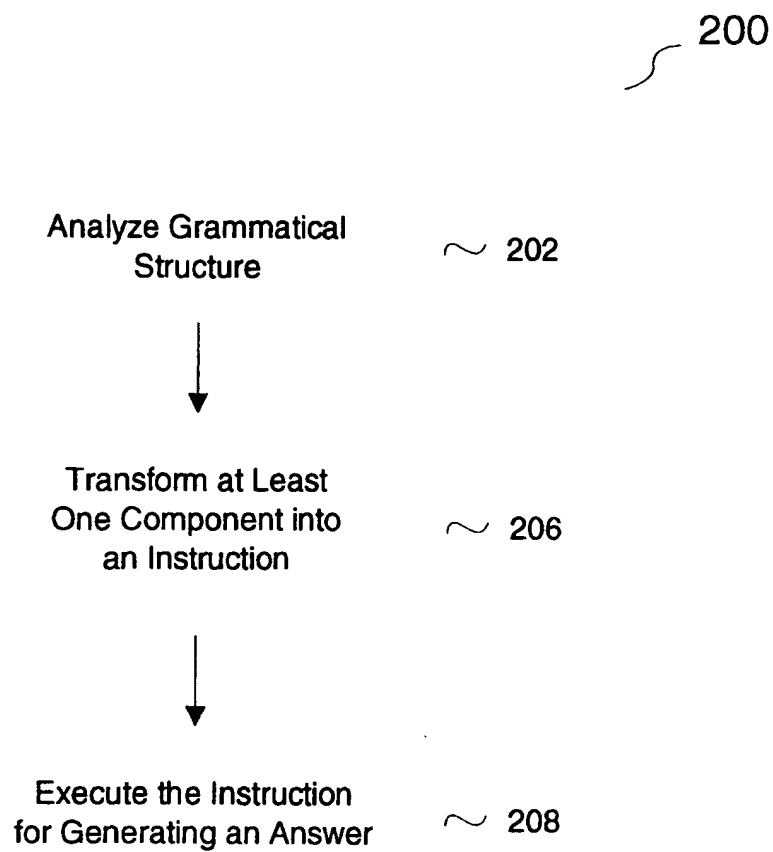 200
Analyze Grammatical
Structure
202
Transform at Least
One Component into
an Instruction
206
Execute the Instruction
for Generating an Answer
208